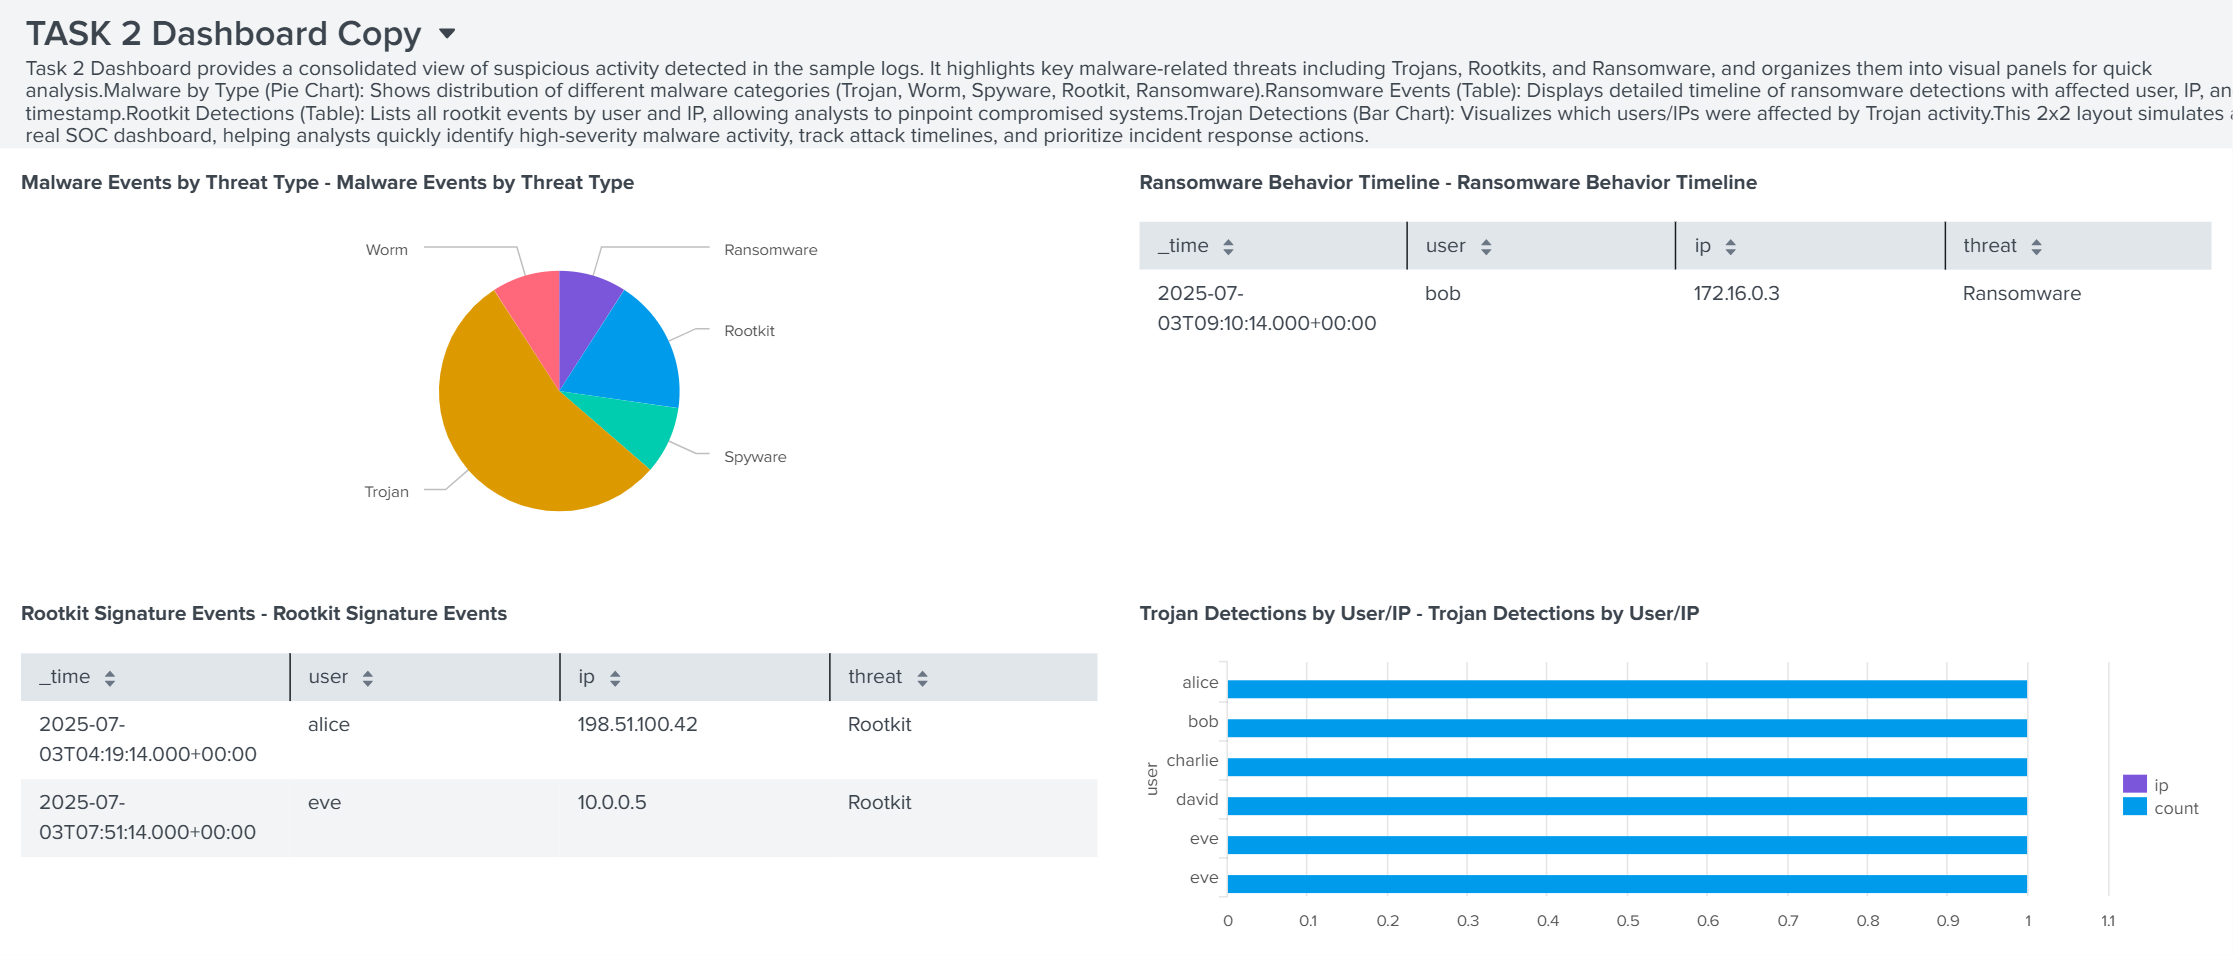 TASK 2 Dashboard Copy
Task 2 Dashboard provides a consolidated view of suspicious activity detected in the sample logs. It highlights key malware-related threats including Trojans, Rootkits, and Ransomware, and organizes them into visual panels for quick
analysis.Malware by Type (Pie Chart): Shows distribution of different malware categories (Trojan, Worm, Spyware, Rootkit, Ransomware).Ransomware Events (Table): Displays detailed timeline of ransomware detections with affected user, IP, an
timestamp.Rootkit Detections (Table): Lists all rootkit events by user and IP, allowing analysts to pinpoint compromised systems.Trojan Detections (Bar Chart): Visualizes which users/IPs were affected by Trojan activity.This 2x2 layout simulates a
real SOC dashboard, helping analysts quickly identify high-severity malware activity, track attack timelines, and prioritize incident response actions.
Malware Events by Threat Type - Malware Events by Threat Type
Worm
Ransomware
Rootkit
Spyware
Trojan
Ransomware Behavior Timeline - Ransomware Behavior Timeline
_time user ip threat
2025-07-
03T09:10:14.000+00:00 bob 172.16.0.3 Ransomware
Rootkit Signature Events - Rootkit Signature Events
_time user ip threat
2025-07-
03T04:19:14.000+00:00 alice 198.51.100.42 Rootkit
2025-07-
03T07:51:14.000+00:00 eve 10.0.0.5 Rootkit
Trojan Detections by User/IP - Trojan Detections by User/IP
user
alice
bob
charlie
david
eve
eve
0 0.1 0.2 0.3 0.4 0.5 0.6 0.7 0.8 0.9 1 1.1
ip
count